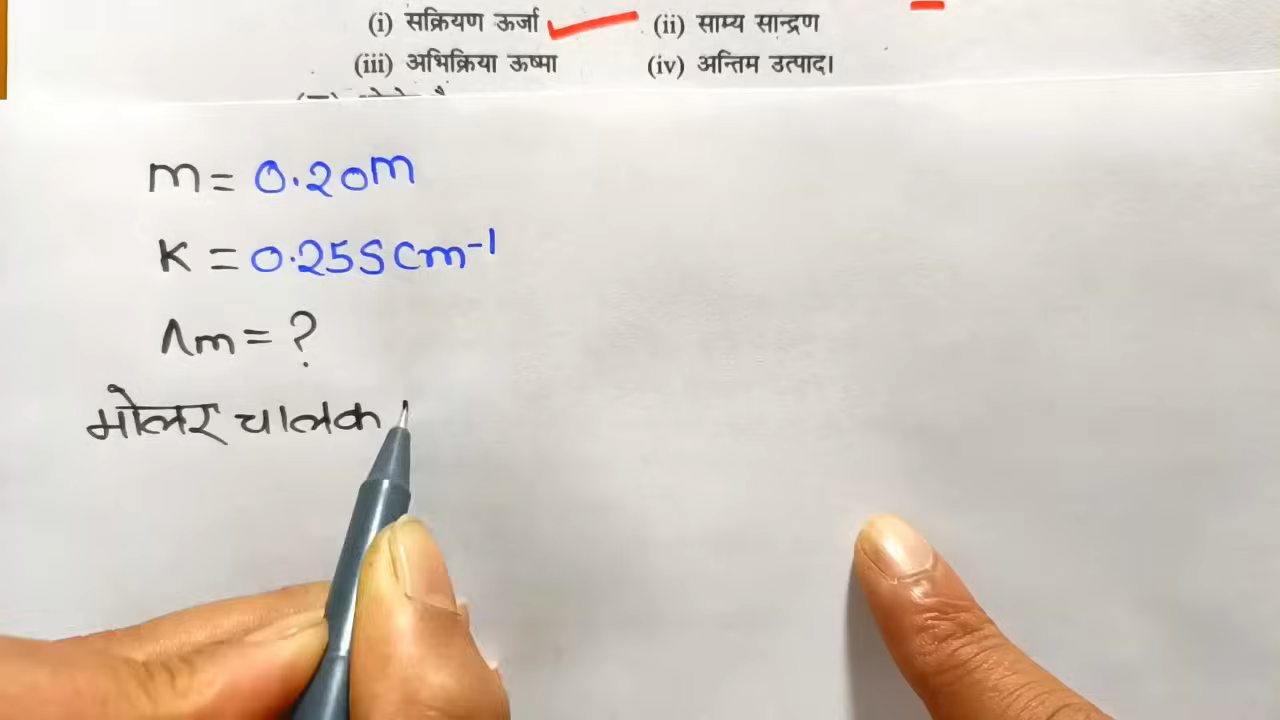 (i) सक्रियण ऊर्जा (ii) साम्य सान्द्रण
(iii) अभिक्रिया ऊष्मा (iv) अन्तिम उत्पाद।
m = 0.20m
K = 0.25 S cm⁻¹
Λm = ?
मोलर चालक